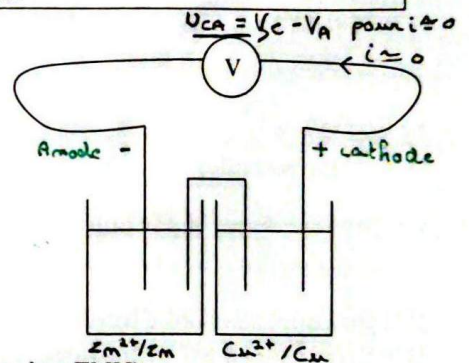 U_CA = V_C - V_A pour i ≃ 0
V
i ≃ 0
Anode -
+ cathode
Zn²⁺/Zn
Cu²⁺/Cu